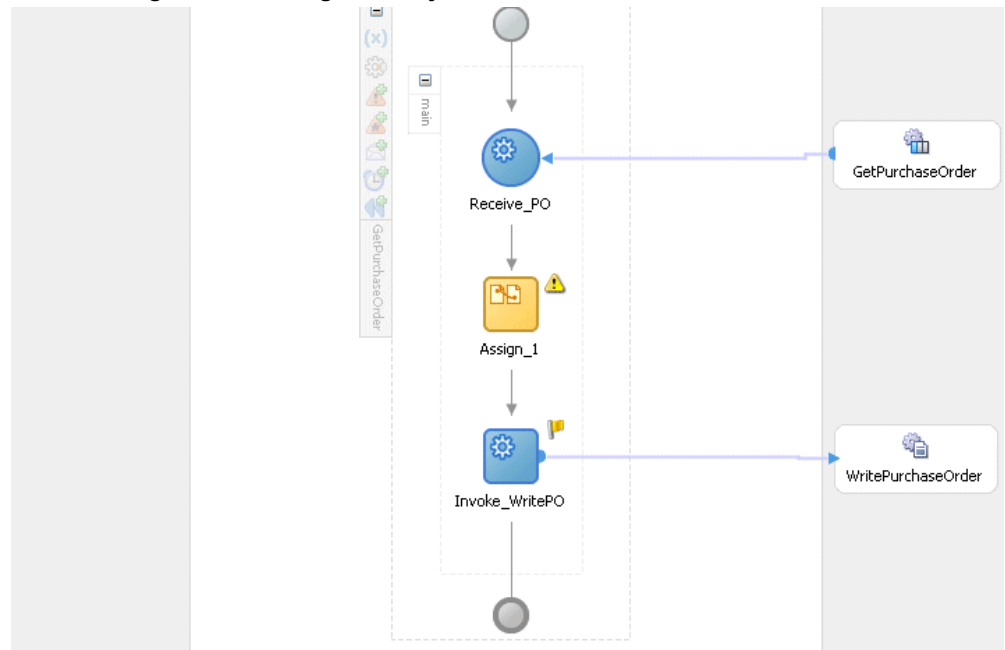 (x)
main
GetPurchaseOrder
Receive_PO
GetPurchaseOrder
Assign_1
Invoke_WritePO
WritePurchaseOrder